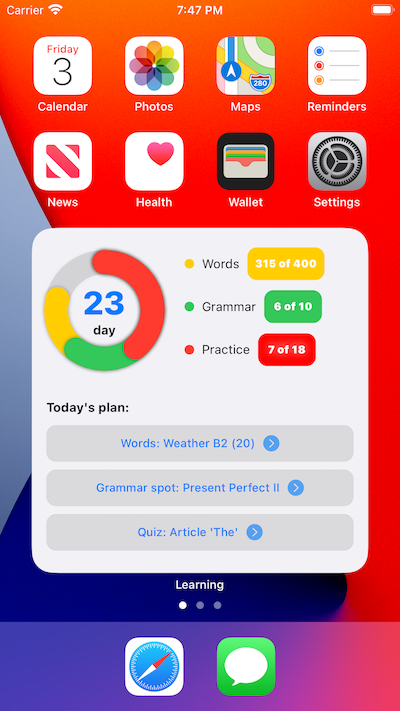 Carrier 7:47 PM
Friday
3
280
Calendar Photos Maps Reminders
News Health Wallet Settings
23
day
Words 315 of 400
Grammar 6 of 10
Practice 7 of 18
Today's plan:
Words: Weather B2 (20)
Grammar spot: Present Perfect II
Quiz: Article 'The'
Learning